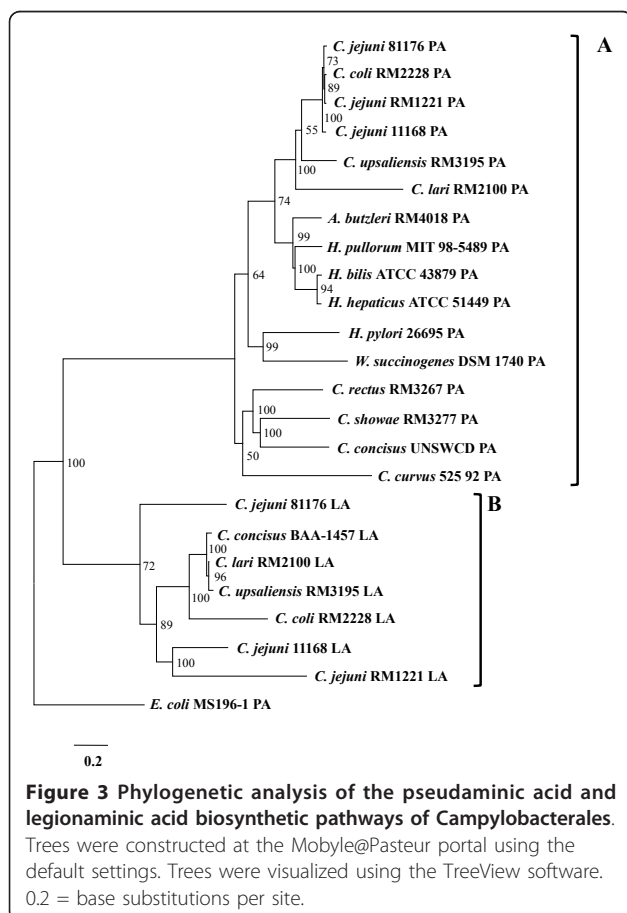 A
C. jejuni 81176 PA
73
C. coli RM2228 PA
89
C. jejuni RM1221 PA
100
C. jejuni 11168 PA
55
C. upsaliensis RM3195 PA
100
C. lari RM2100 PA
74
A. butzleri RM4018 PA
99
H. pullorum MIT 98-5489 PA
100
H. bilis ATCC 43879 PA
64
94
H. hepaticus ATCC 51449 PA
H. pylori 26695 PA
99
W. succinogenes DSM 1740 PA
C. rectus RM3267 PA
100
C. showae RM3277 PA
100
C. concisus UNSWCD PA
50
100
C. curvus 525 92 PA
B
C. jejuni 81176 LA
C. concisus BAA-1457 LA
100
C. lari RM2100 LA
72
96
C. upsaliensis RM3195 LA
100
C. coli RM2228 LA
89
C. jejuni 11168 LA
100
C. jejuni RM1221 LA
E. coli MS196-1 PA
0.2
Figure 3 Phylogenetic analysis of the pseudaminic acid and
legionaminic acid biosynthetic pathways of Campylobacterales.
Trees were constructed at the Mobyle@Pasteur portal using the
default settings. Trees were visualized using the TreeView software.
0.2 = base substitutions per site.